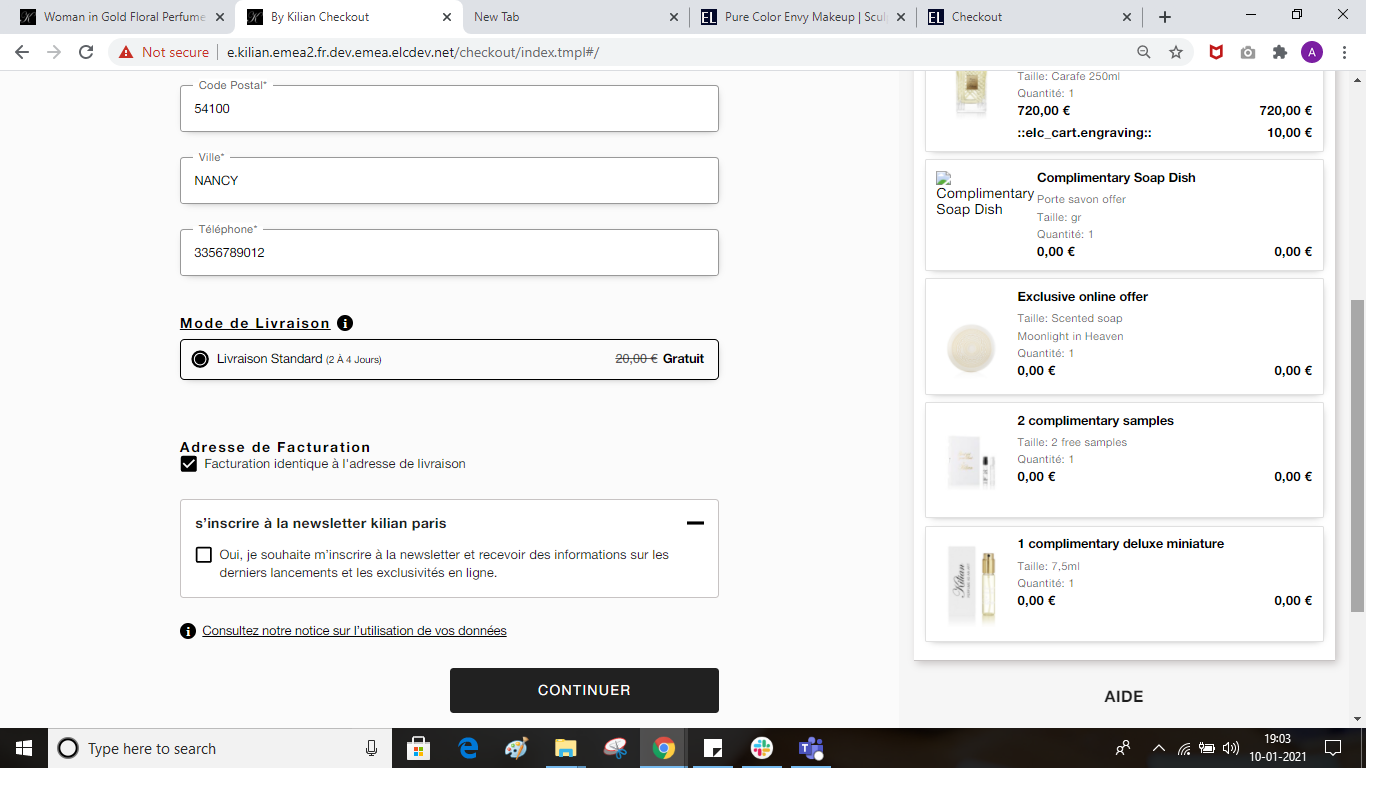 Woman in Gold Floral Perfume
By Kilian Checkout
New Tab
EL
Pure Color Envy Makeup | Scul
EL
Checkout
Not secure
e.kilian.emea2.fr.dev.emea.elcdev.net/checkout/index.tmpl#/
A
Code Postal*
54100
Ville*
NANCY
Téléphone*
3356789012
Mode de Livraison
Livraison Standard (2 À 4 Jours)
20,00 € Gratuit
Adresse de Facturation
Facturation identique à l'adresse de livraison
s'inscrire à la newsletter kilian paris
Oui, je souhaite m'inscrire à la newsletter et recevoir des informations sur les
derniers lancements et les exclusivités en ligne.
Consultez notre notice sur l'utilisation de vos données
CONTINUER
Taille: Carafe 250ml
Quantité: 1
720,00 € 720,00 €
::elc_cart.engraving:: 10,00 €
Complimentary
Soap Dish
Complimentary Soap Dish
Porte savon offer
Taille: gr
Quantité: 1
0,00 € 0,00 €
Exclusive online offer
Taille: Scented soap
Moonlight in Heaven
Quantité: 1
0,00 € 0,00 €
2 complimentary samples
Taille: 2 free samples
Quantité: 1
0,00 € 0,00 €
1 complimentary deluxe miniature
Kilian
Taille: 7,5ml
Quantité: 1
0,00 € 0,00 €
AIDE
Type here to search
19:03
10-01-2021